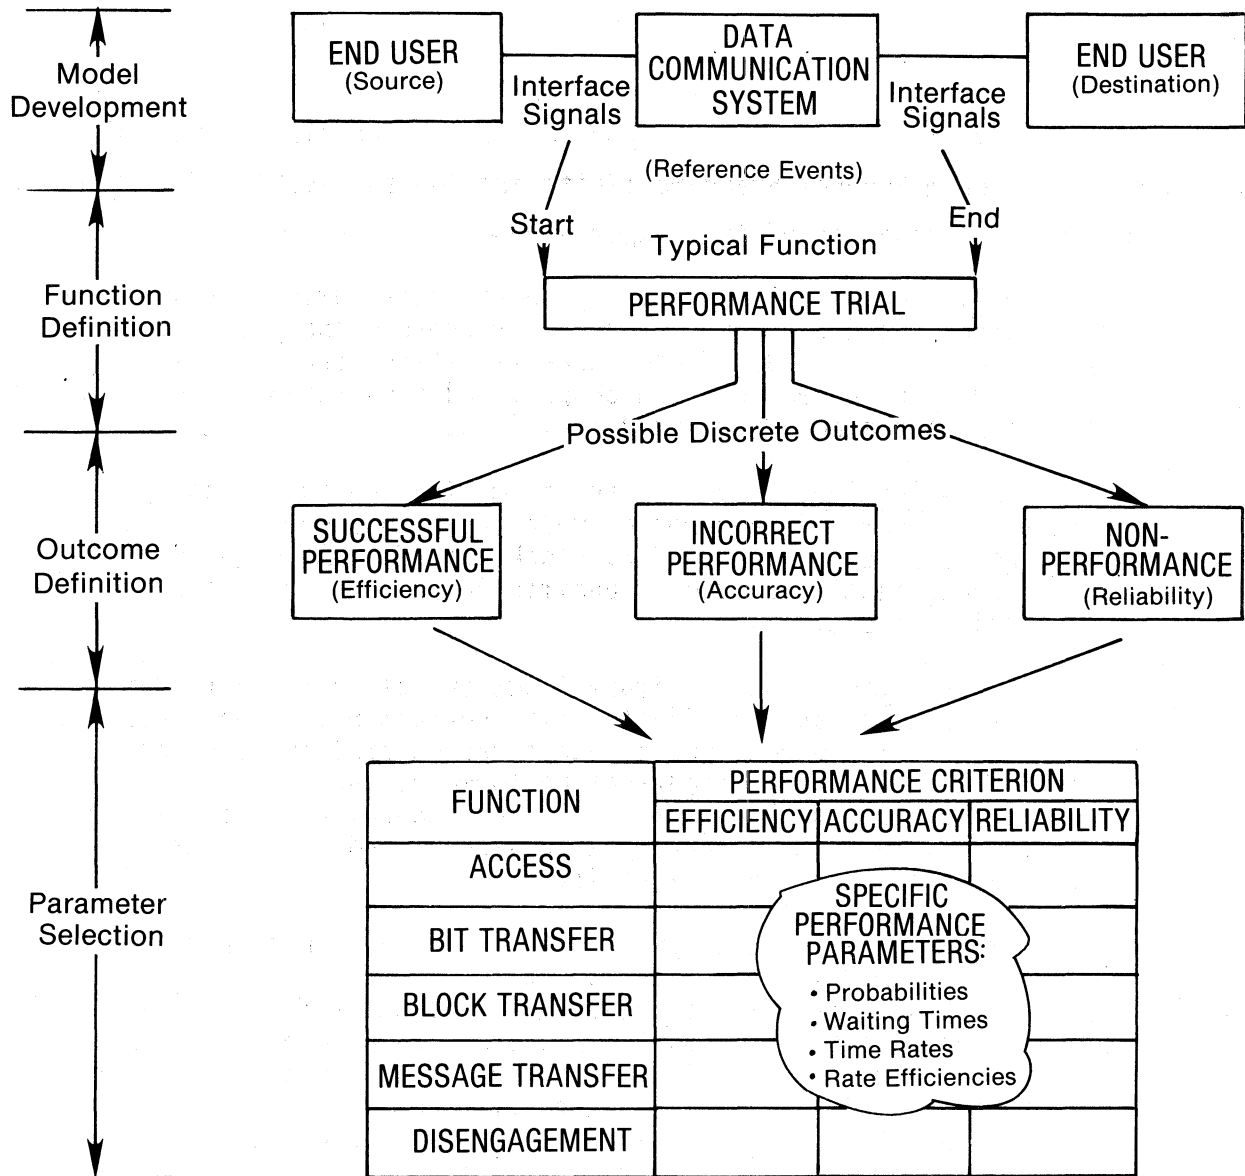 Model
Development
END USER
(Source)
Interface
Signals
DATA
COMMUNICATION
SYSTEM
Interface
Signals
END USER
(Destination)
(Reference Events)
Start
End
Typical Function
Function
Definition
PERFORMANCE TRIAL
Possible Discrete Outcomes
Outcome
Definition
SUCCESSFUL
PERFORMANCE
(Efficiency)
INCORRECT
PERFORMANCE
(Accuracy)
NON-
PERFORMANCE
(Reliability)
Parameter
Selection
FUNCTION
PERFORMANCE CRITERION
EFFICIENCY
ACCURACY
RELIABILITY
ACCESS
BIT TRANSFER
BLOCK TRANSFER
MESSAGE TRANSFER
DISENGAGEMENT
SPECIFIC
PERFORMANCE
PARAMETERS:
• Probabilities
• Waiting Times
• Time Rates
• Rate Efficiencies